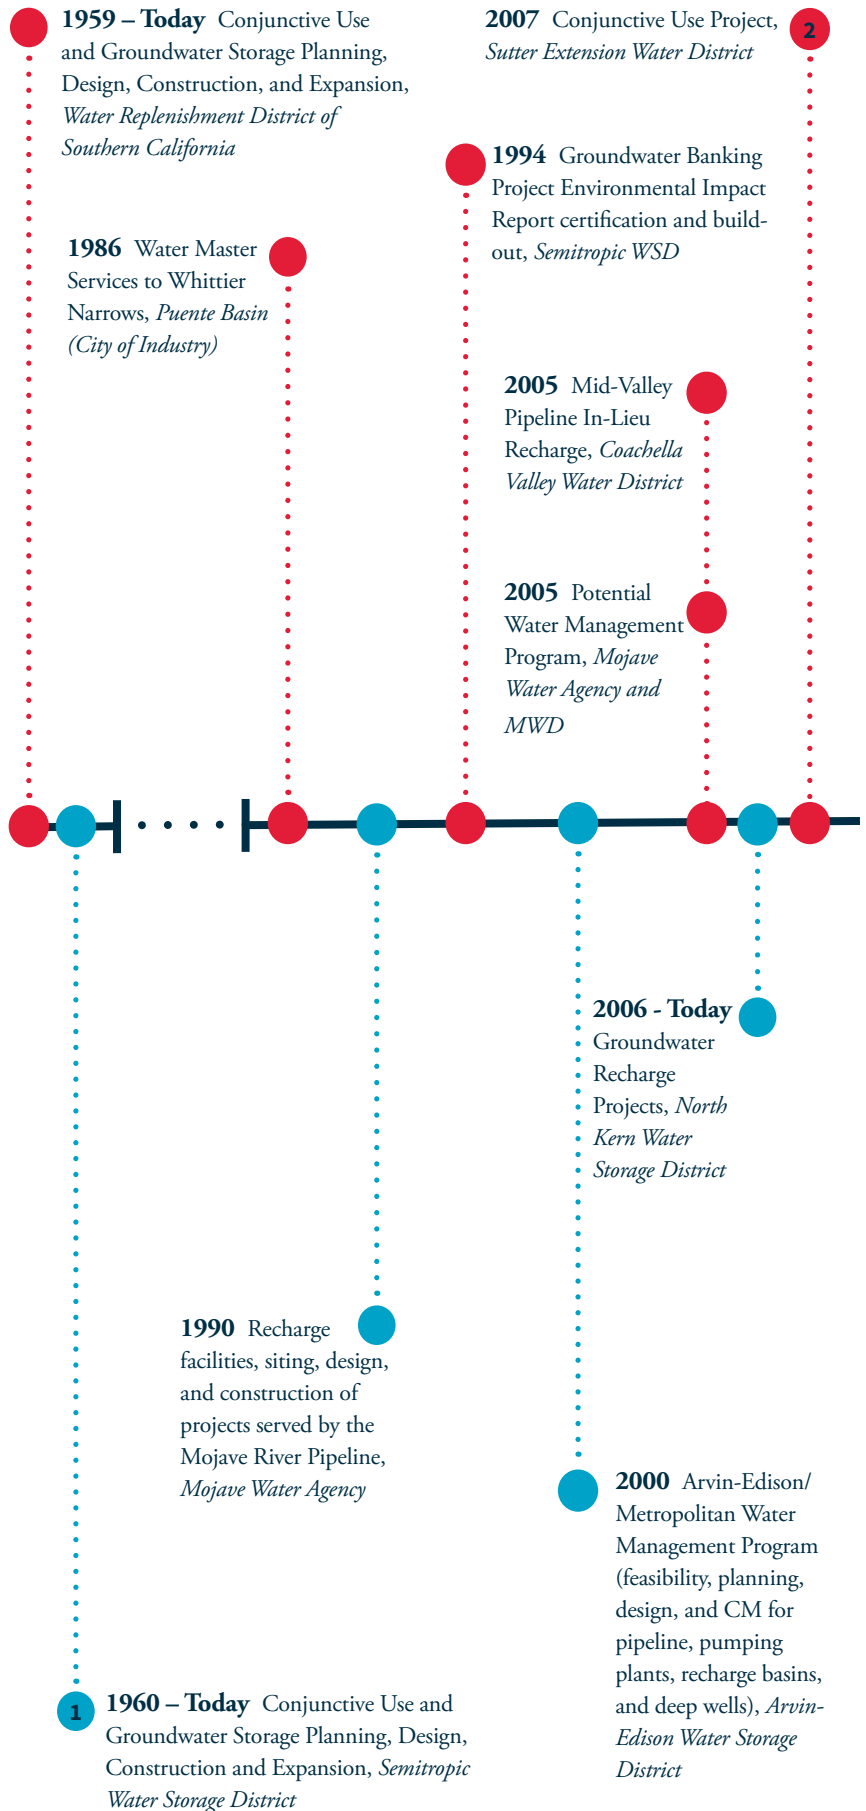 1959 – Today Conjunctive Use
and Groundwater Storage Planning,
Design, Construction, and Expansion,
Water Replenishment District of
Southern California
2007 Conjunctive Use Project,
Sutter Extension Water District
2
1994 Groundwater Banking
Project Environmental Impact
Report certification and build-
out, Semitropic WSD
1986 Water Master
Services to Whittier
Narrows, Puente Basin
(City of Industry)
2005 Mid-Valley
Pipeline In-Lieu
Recharge, Coachella
Valley Water District
2005 Potential
Water Management
Program, Mojave
Water Agency and
MWD
2006 - Today
Groundwater
Recharge
Projects, North
Kern Water
Storage District
1990 Recharge
facilities, siting, design,
and construction of
projects served by the
Mojave River Pipeline,
Mojave Water Agency
2000 Arvin-Edison/
Metropolitan Water
Management Program
(feasibility, planning,
design, and CM for
pipeline, pumping
plants, recharge basins,
and deep wells), Arvin-
Edison Water Storage
District
1
1960 – Today Conjunctive Use and
Groundwater Storage Planning, Design,
Construction and Expansion, Semitropic
Water Storage District